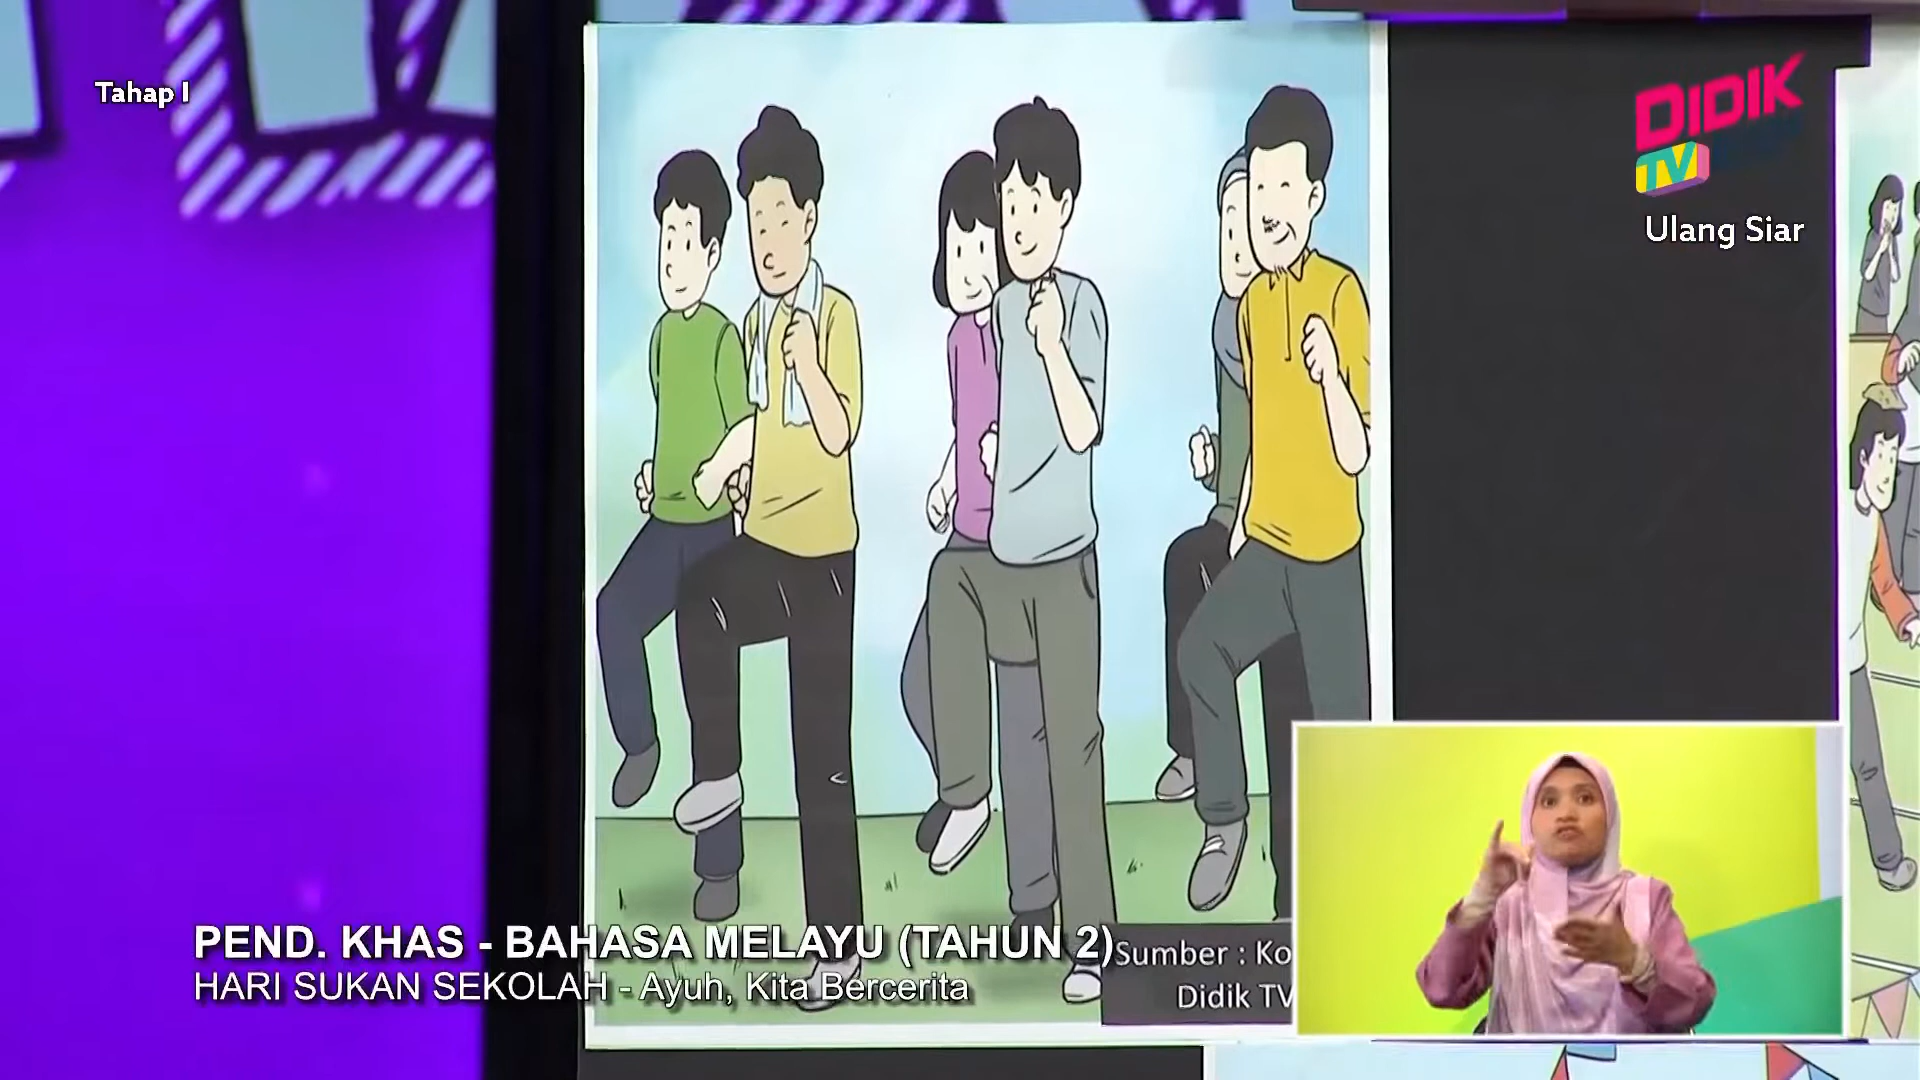 Tahap I
DIDIK
TV
Ulang Siar
PEND. KHAS - BAHASA MELAYU (TAHUN 2)
HARI SUKAN SEKOLAH - Ayuh, Kita Bercerita
Sumber : Ko
Didik TV